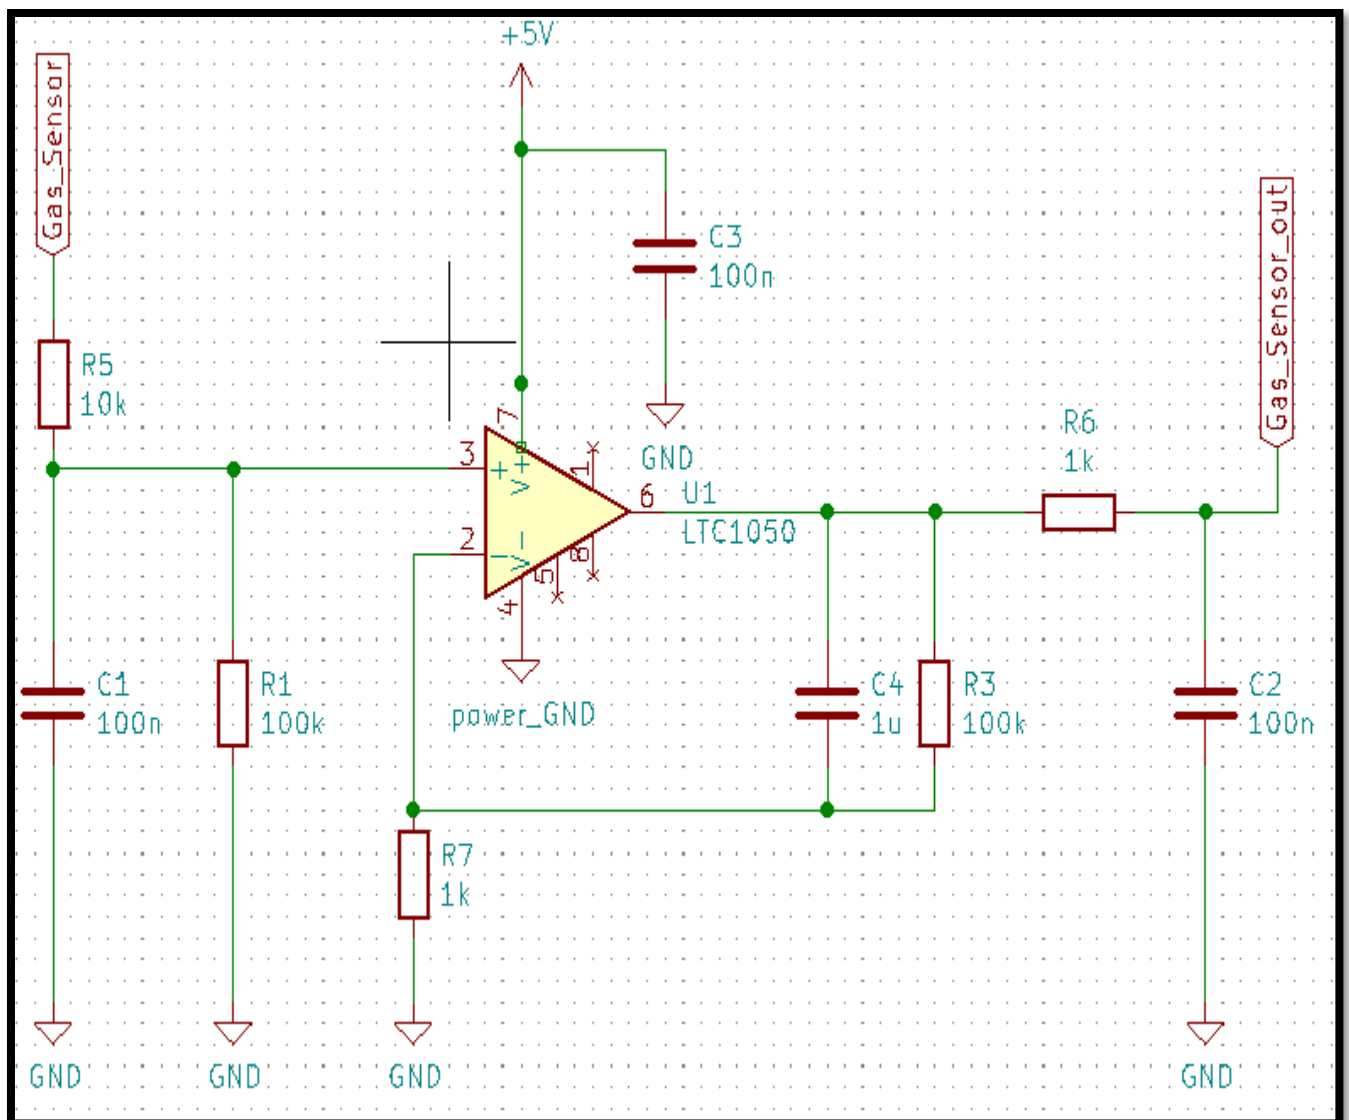 +5V
Gas_Sensor
Gas_Sensor_out
C3
100n
GND
R5
10k
R6
1k
7
3
+
V+
1
6
U1
LTC1050
2
-
V-
8
5
4
power_GND
C1
100n
R1
100k
C4
1u
R3
100k
C2
100n
R7
1k
GND
GND
GND
GND